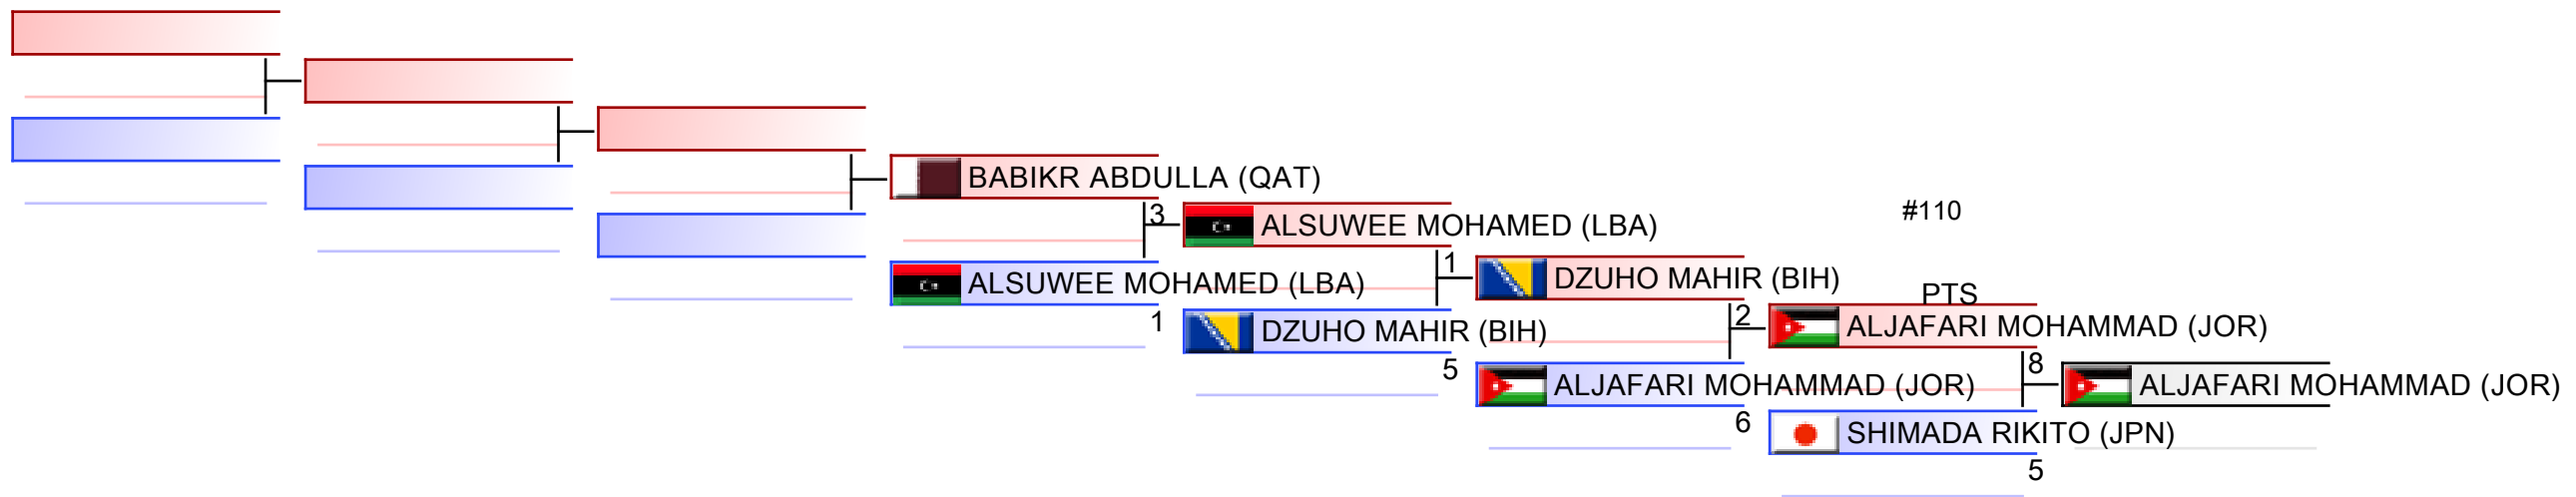 BABIKR ABDULLA (QAT)
3
#110
ALSUWEE MOHAMED (LBA)
1
ALSUWEE MOHAMED (LBA)
1
DZUHO MAHIR (BIH)
PTS
DZUHO MAHIR (BIH)
5
2
ALJAFARI MOHAMMAD (JOR)
ALJAFARI MOHAMMAD (JOR)
6
8
ALJAFARI MOHAMMAD (JOR)
SHIMADA RIKITO (JPN)
5